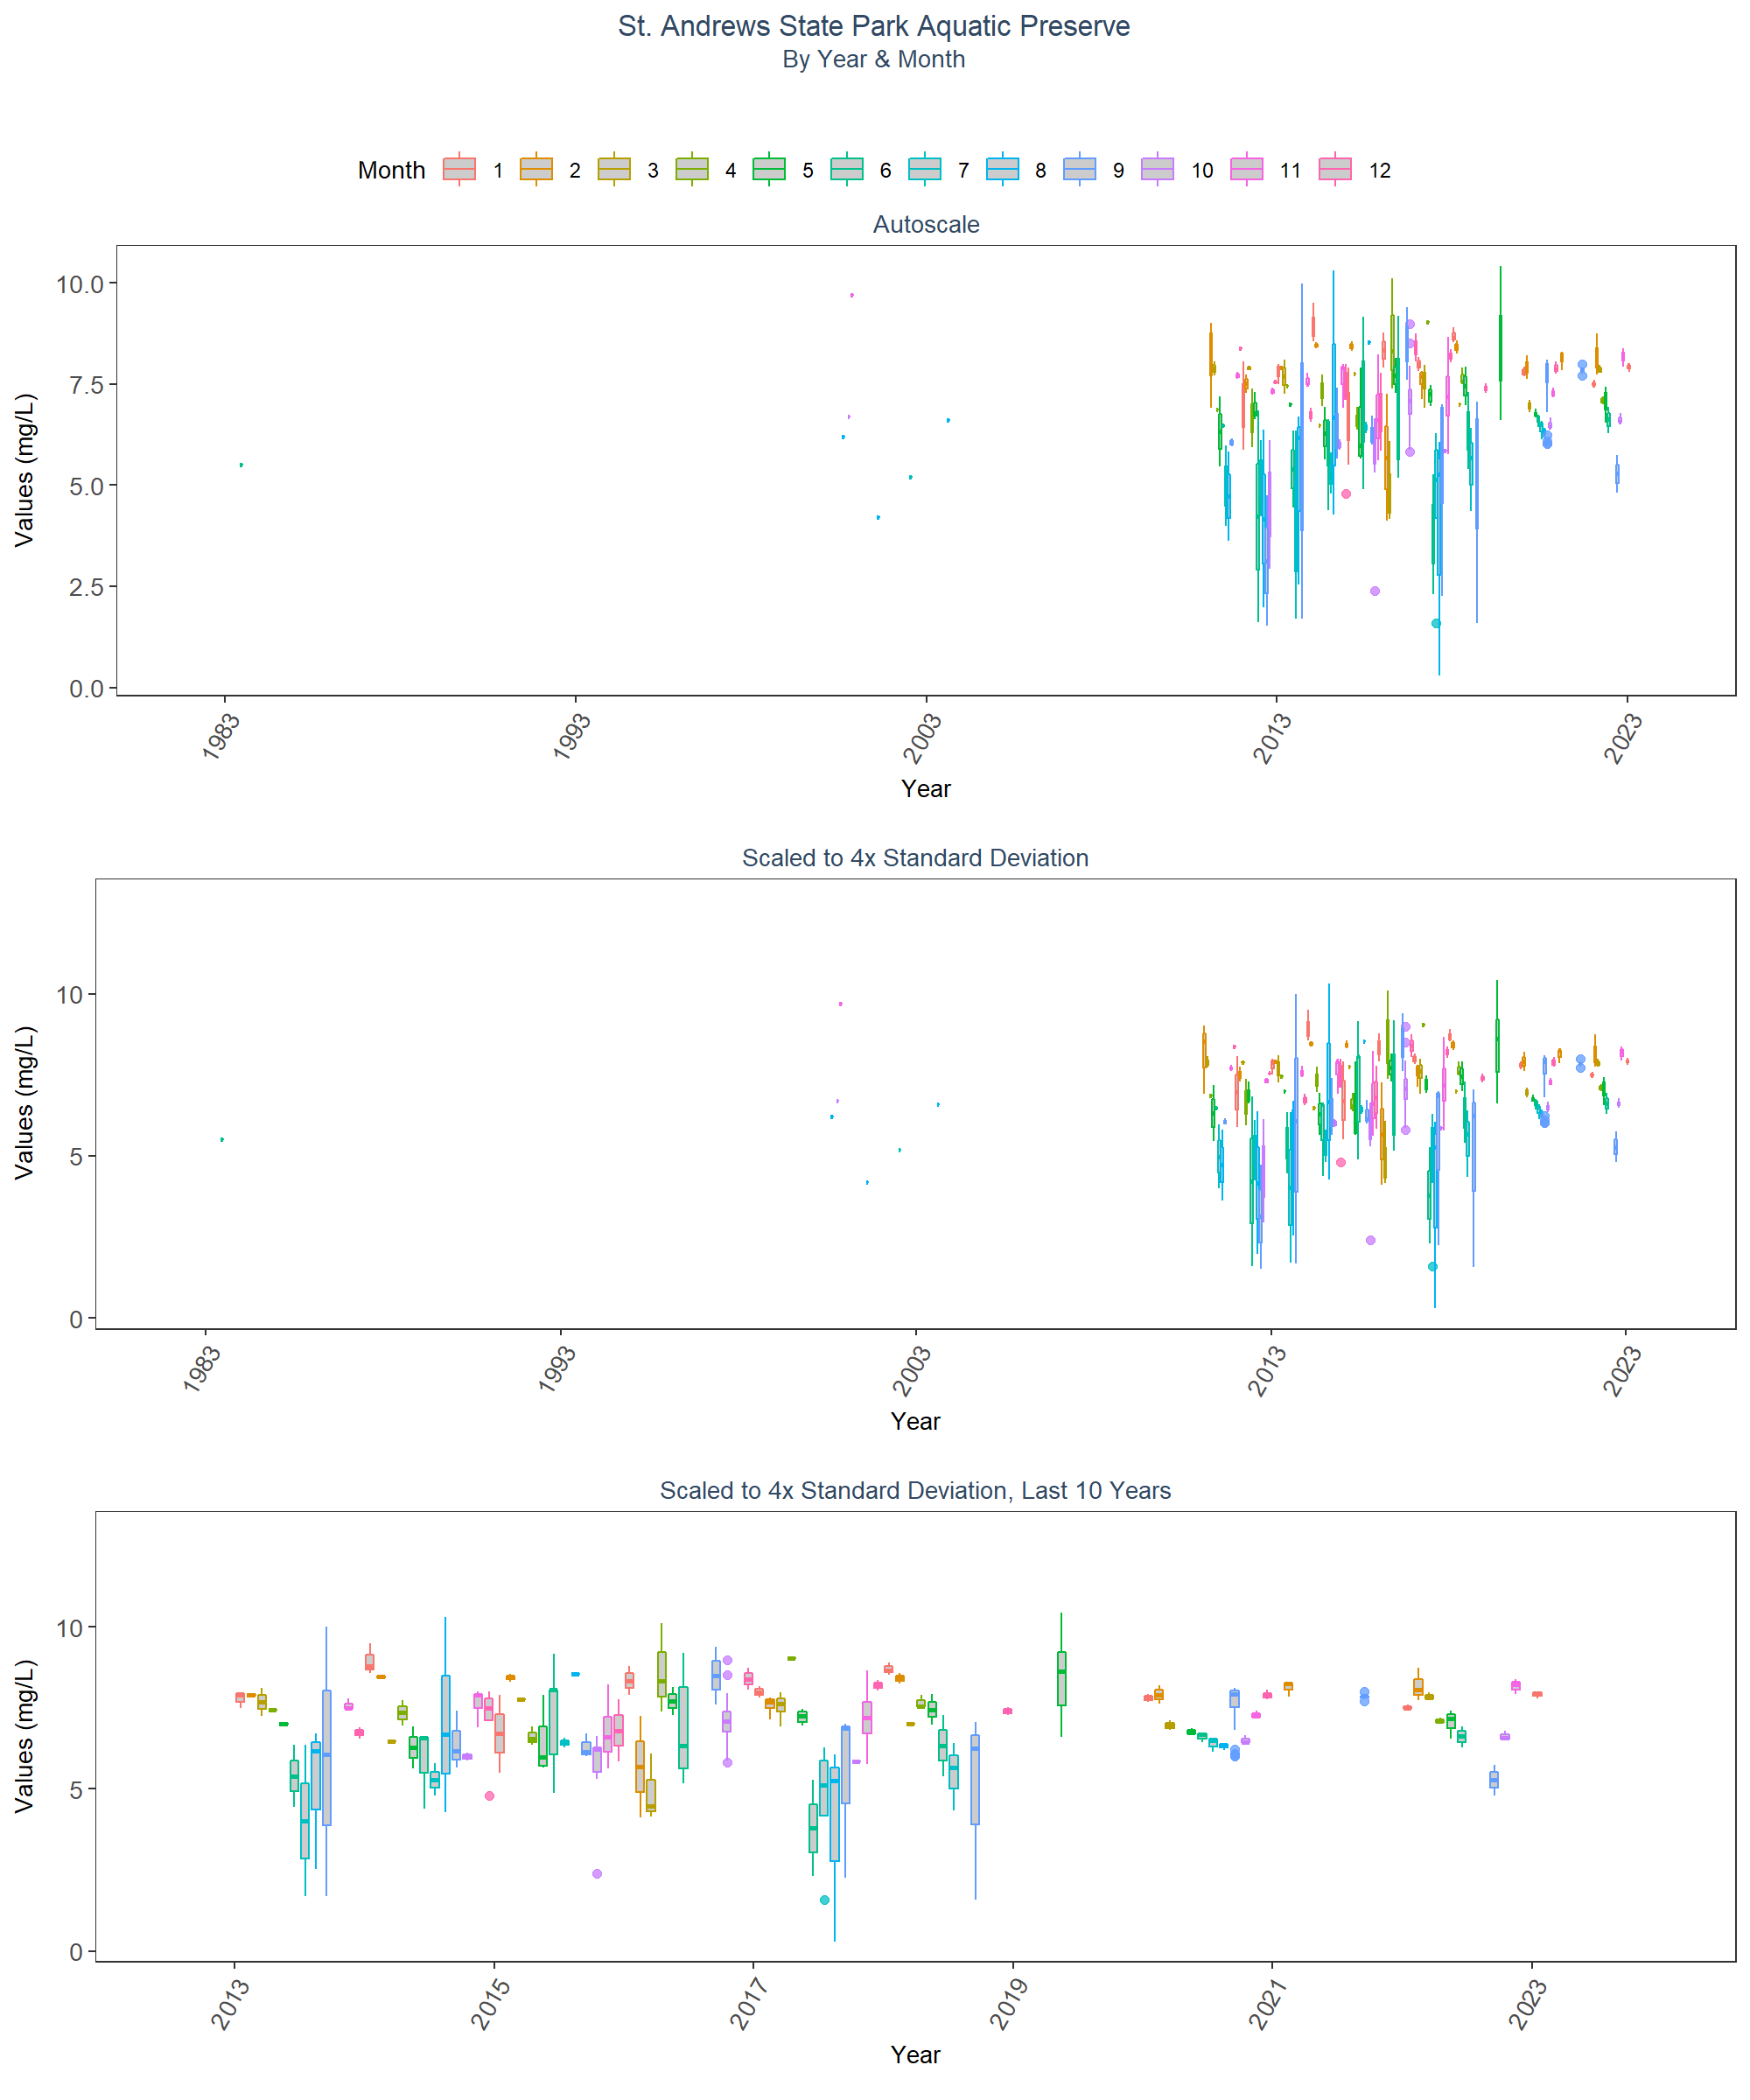 St. Andrews State Park Aquatic Preserve
By Year & Month
Month 1 2 3 4 5 6 7 8 9 10 11 12
Autoscale
Values (mg/L)
10.0
7.5
5.0
2.5
0.0
1983 1993 2003 2013 2023
Year
Scaled to 4x Standard Deviation
Values (mg/L)
10
5
0
1983 1993 2003 2013 2023
Year
Scaled to 4x Standard Deviation, Last 10 Years
Values (mg/L)
10
5
0
2013 2015 2017 2019 2021 2023
Year